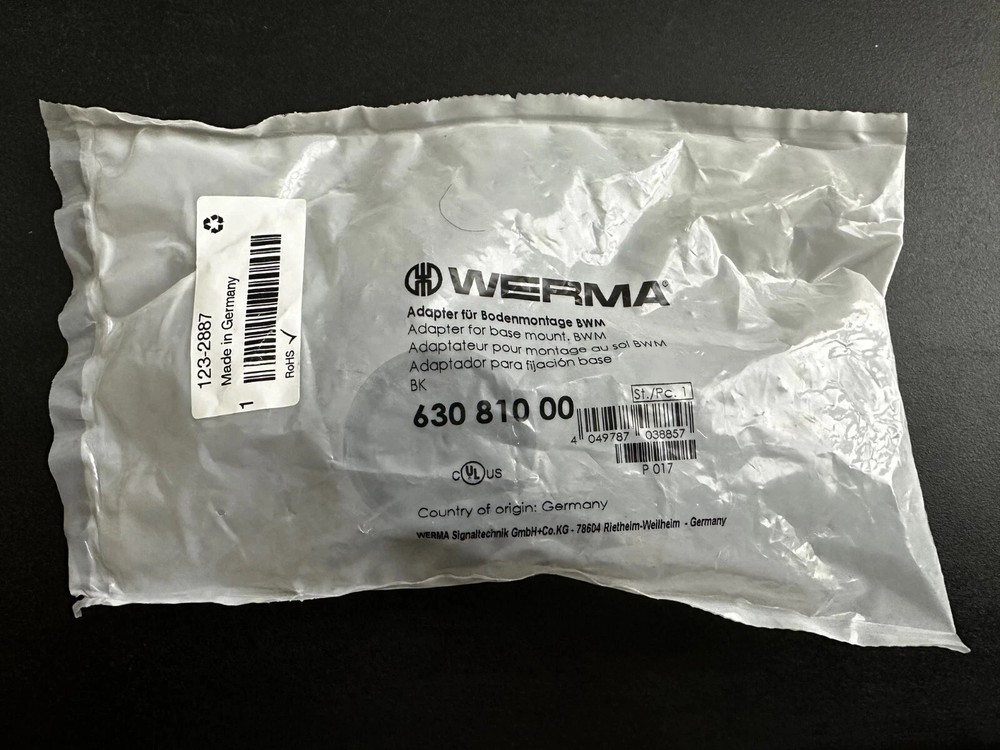 123-2887
Made in Germany
1
RoHS ✓
WERMA®
Adapter für Bodenmontage BWM
Adapter for base mount. BWM
Adaptateur pour montage au sol BWM
Adaptador para fijación base
BK
St./Pc. 1
630 810 00
4 049787 038857
P 017
c UL US
Country of origin: Germany
WERMA Signaltechnik GmbH+Co.KG - 78604 Rietheim-Weilheim - Germany